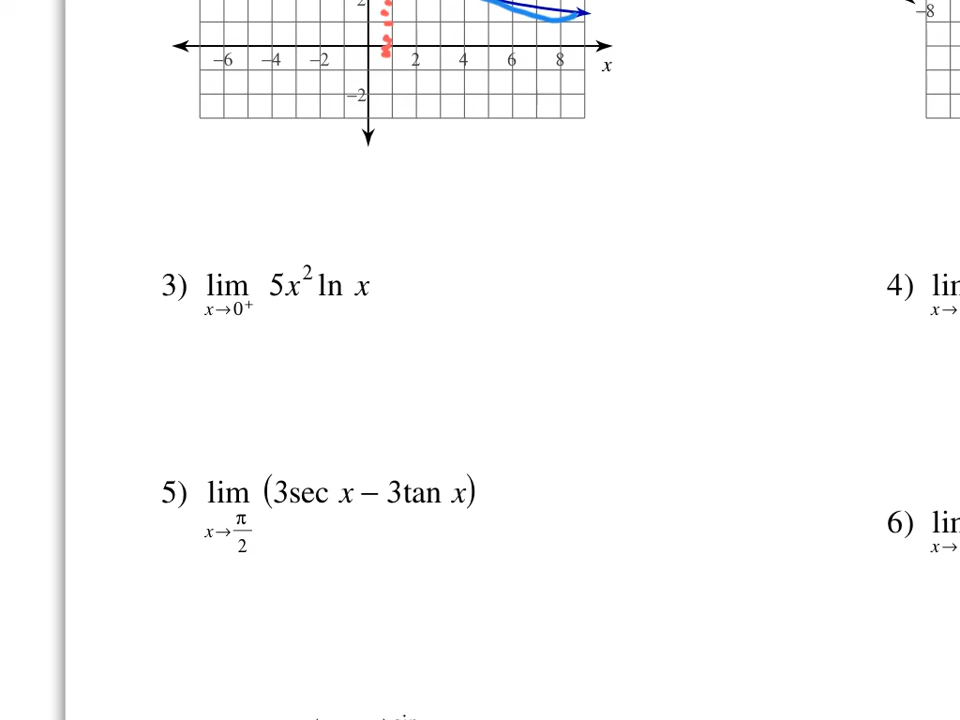 2
−8
−6 −4 −2 2 4 6 8 x
−2
3) lim x→0⁺ 5x² ln x
4) lim x→
5) lim x→π/2 (3sec x − 3tan x)
6) lim x→